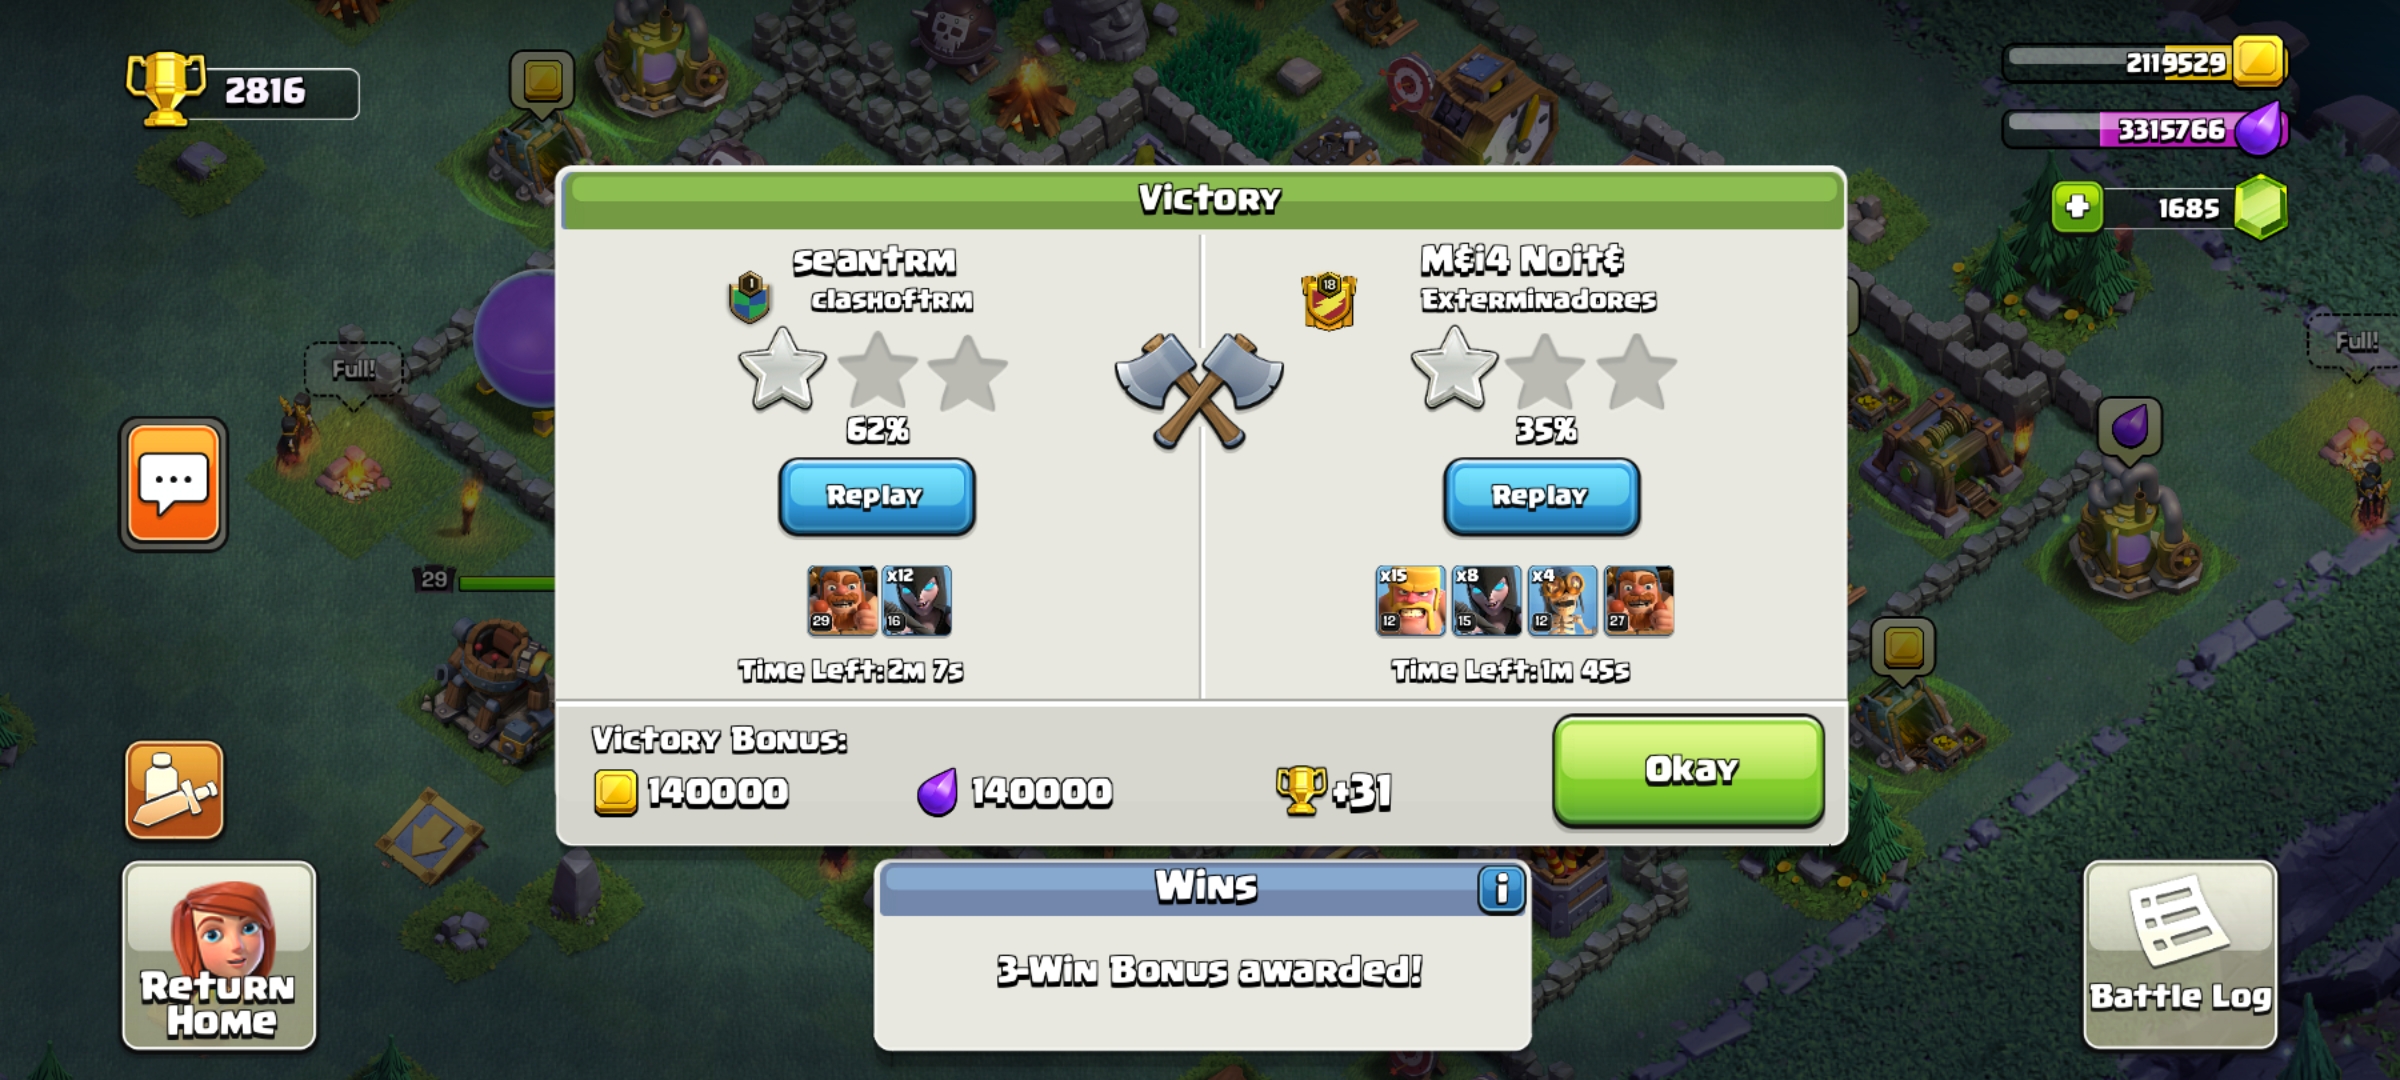 2816
2119529
3315766
1685
Victory
seantrm
clashoftrm
1
62%
Replay
29
x12
16
Time Left:2m 7s
M&i4 Noit&
Exterminadores
18
35%
Replay
x15
12
x8
15
x4
12
27
Time Left:1m 45s
Full!
Full!
29
Victory Bonus:
140000
140000
+31
Okay
Wins
i
3-Win Bonus awarded!
Return
Home
Battle Log